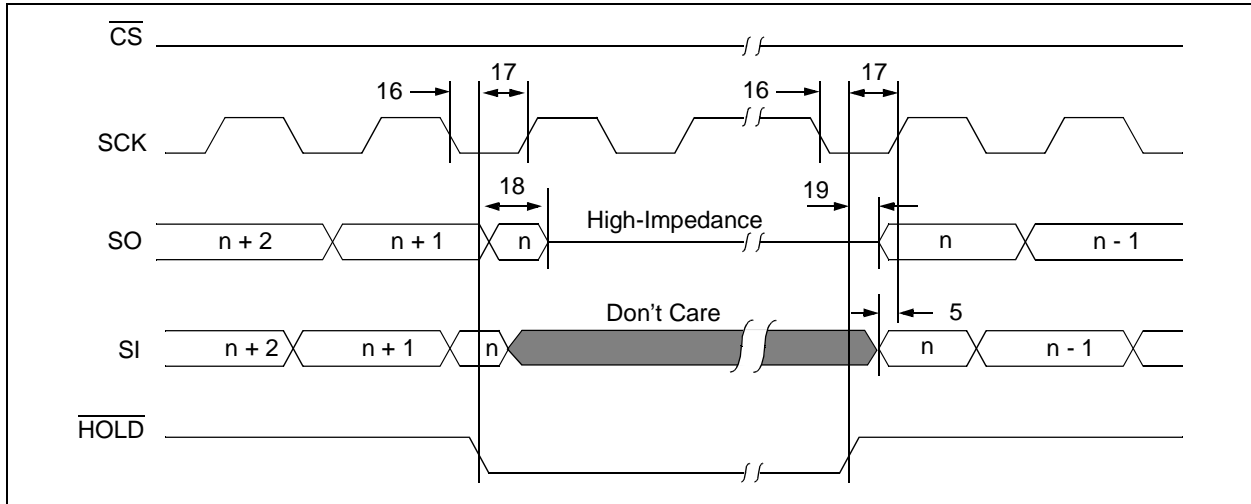 CS
16 17 16 17
SCK
18 High-Impedance 19
SO n + 2 n + 1 n n n - 1
Don't Care 5
SI n + 2 n + 1 n n n - 1
HOLD